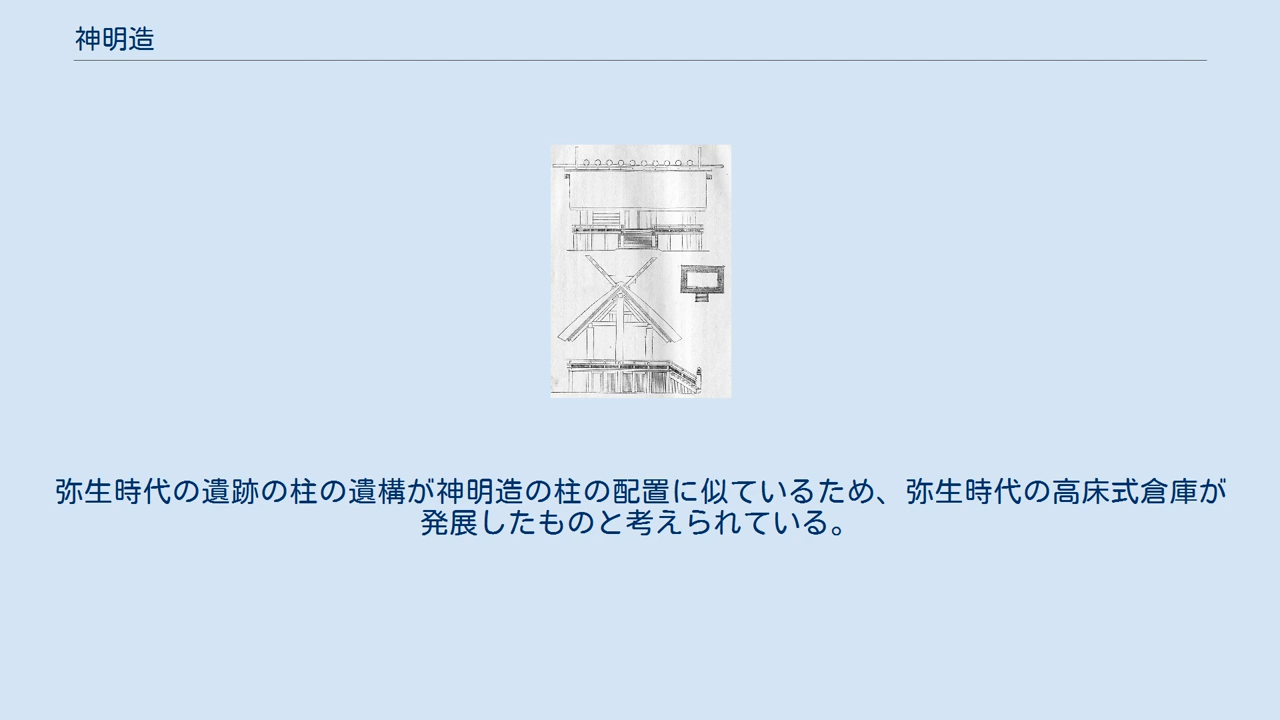 神明造
弥生時代の遺跡の柱の遺構が神明造の柱の配置に似ているため、弥生時代の高床式倉庫が
発展したものと考えられている。